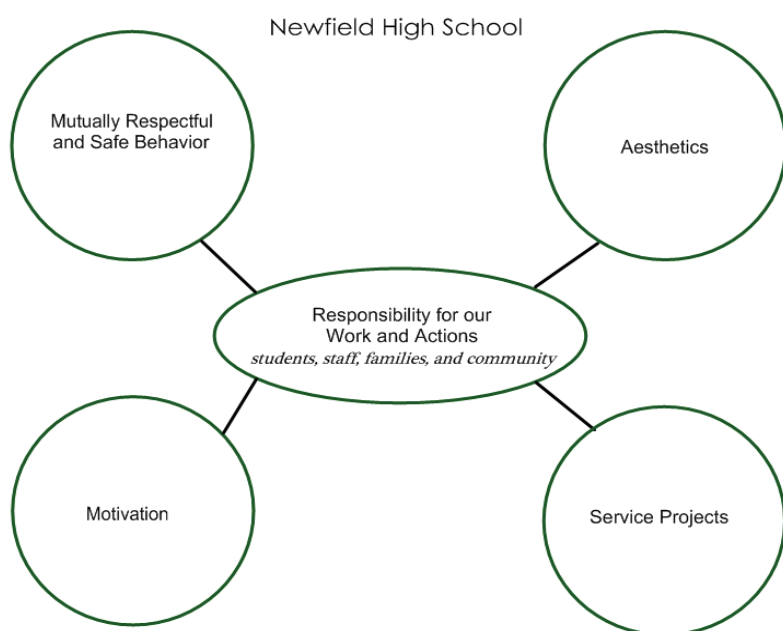 Newfield High School
Mutually Respectful
and Safe Behavior
Aesthetics
Responsibility for our
Work and Actions
students, staff, families, and community
Motivation
Service Projects